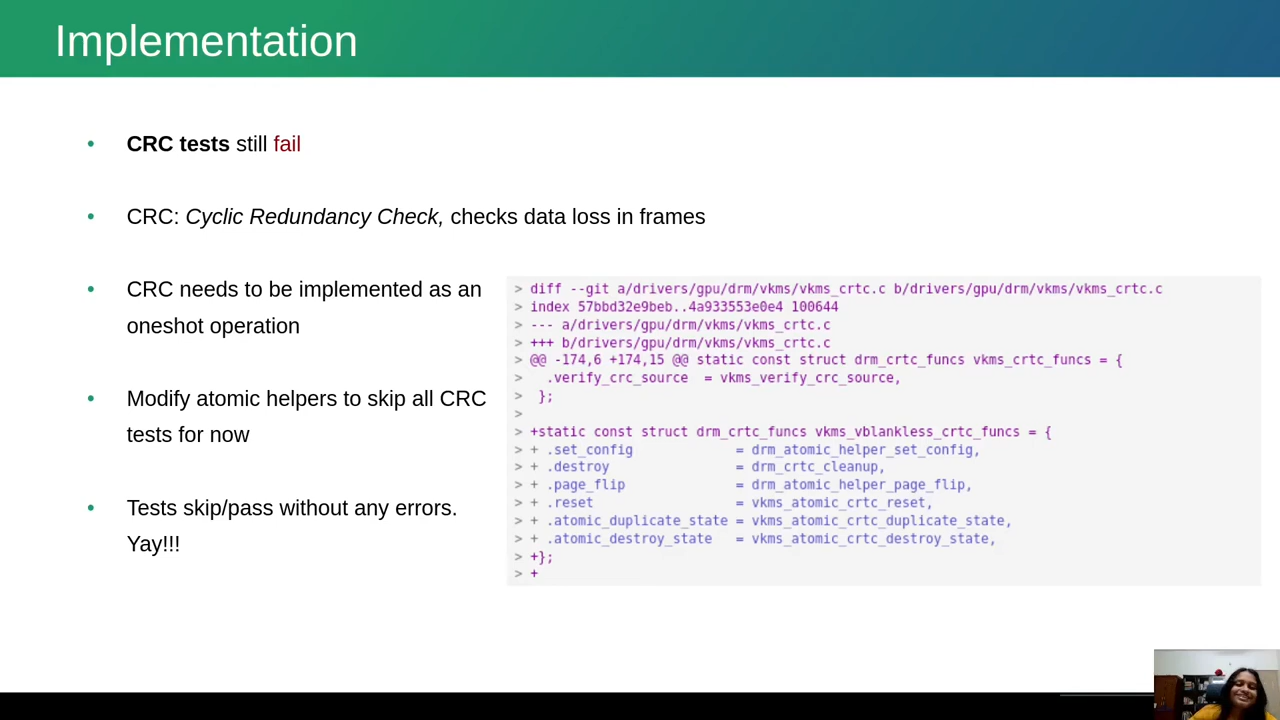 Implementation
• CRC tests still fail
• CRC: Cyclic Redundancy Check, checks data loss in frames
• CRC needs to be implemented as an
oneshot operation
• Modify atomic helpers to skip all CRC
tests for now
• Tests skip/pass without any errors.
Yay!!!
> diff --git a/drivers/gpu/drm/vkms/vkms_crtc.c b/drivers/gpu/drm/vkms/vkms_crtc.c
> index 57bbd32e9beb..4a933553e0e4 100644
> --- a/drivers/gpu/drm/vkms/vkms_crtc.c
> +++ b/drivers/gpu/drm/vkms/vkms_crtc.c
> @@ -174,6 +174,15 @@ static const struct drm_crtc_funcs vkms_crtc_funcs = {
>   .verify_crc_source  = vkms_verify_crc_source,
>  };
>
> +static const struct drm_crtc_funcs vkms_vblankless_crtc_funcs = {
> + .set_config             = drm_atomic_helper_set_config,
> + .destroy                = drm_crtc_cleanup,
> + .page_flip              = drm_atomic_helper_page_flip,
> + .reset                  = vkms_atomic_crtc_reset,
> + .atomic_duplicate_state = vkms_atomic_crtc_duplicate_state,
> + .atomic_destroy_state   = vkms_atomic_crtc_destroy_state,
> +};
> +